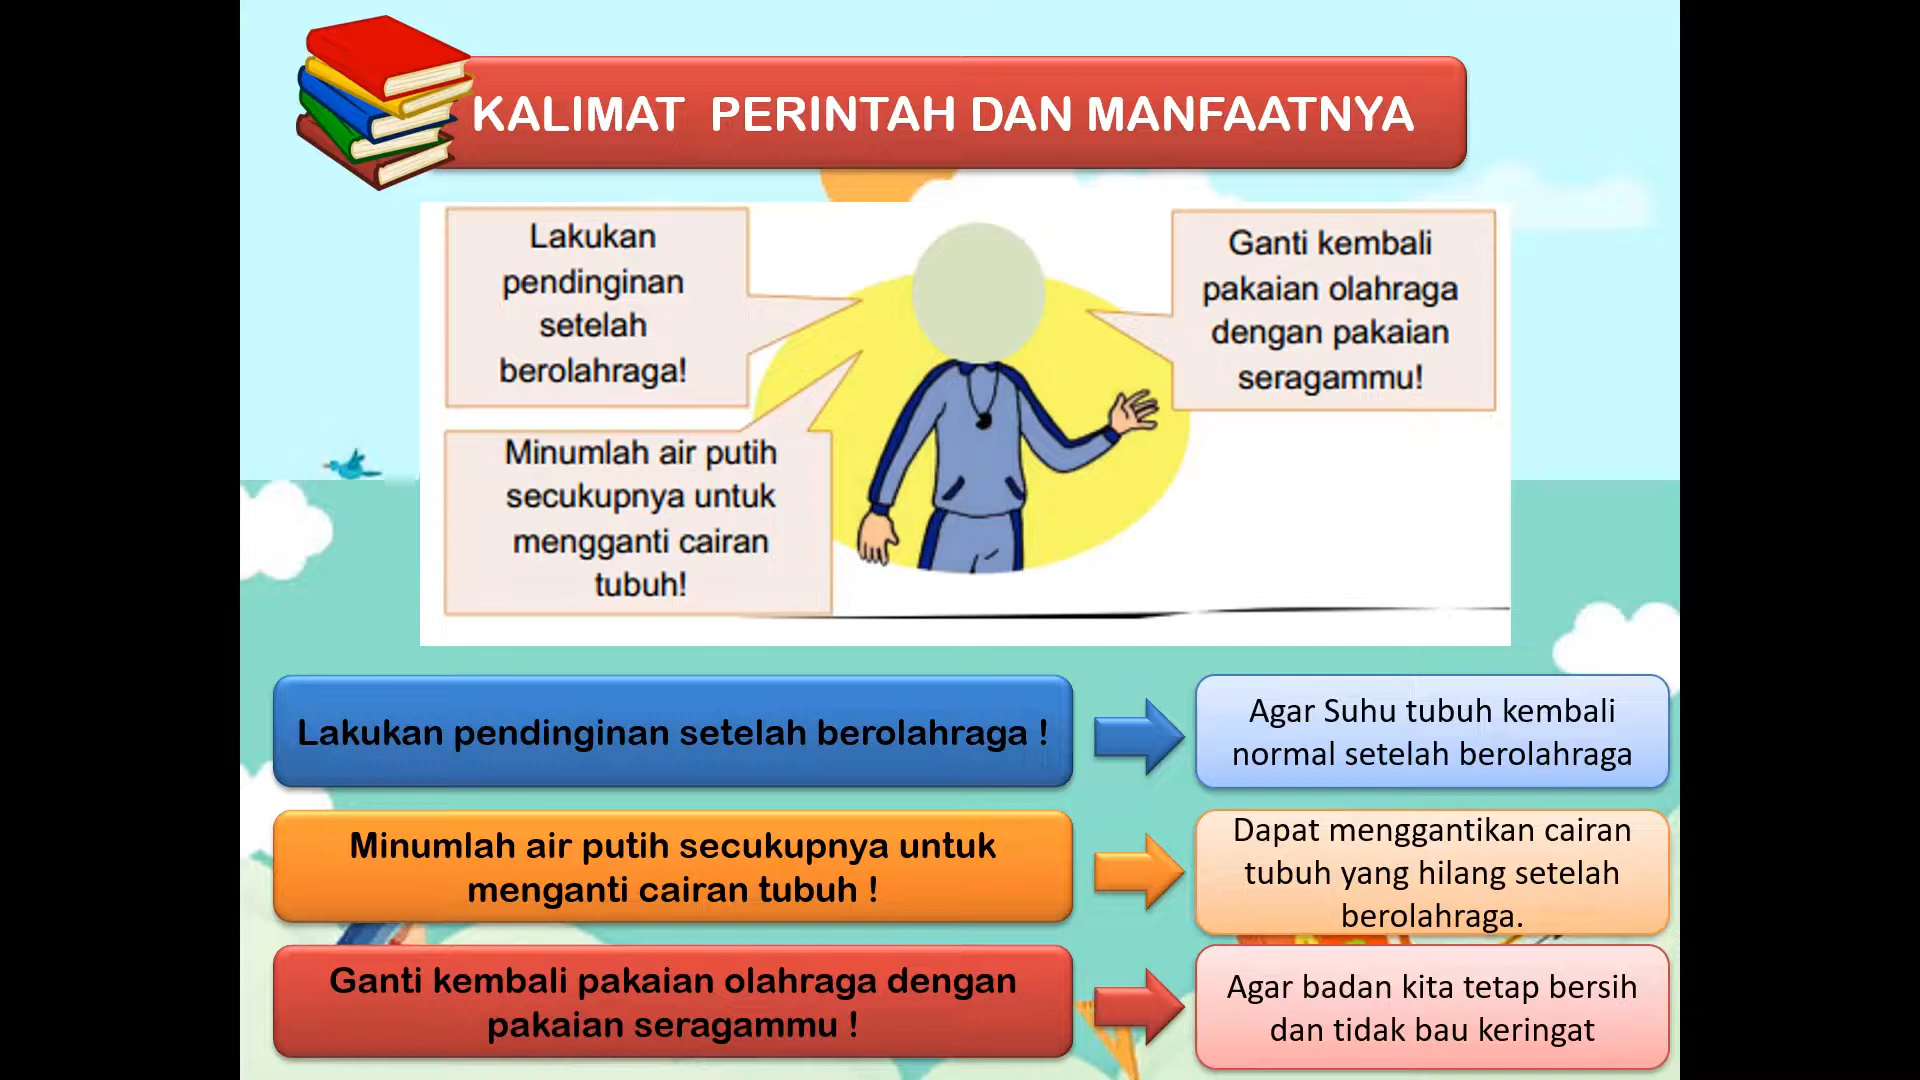 KALIMAT PERINTAH DAN MANFAATNYA
Lakukan
pendinginan
setelah
berolahraga!
Ganti kembali
pakaian olahraga
dengan pakaian
seragammu!
Minumlah air putih
secukupnya untuk
mengganti cairan
tubuh!
Lakukan pendinginan setelah berolahraga !
Agar Suhu tubuh kembali
normal setelah berolahraga
Minumlah air putih secukupnya untuk
menganti cairan tubuh !
Dapat menggantikan cairan
tubuh yang hilang setelah
berolahraga.
Ganti kembali pakaian olahraga dengan
pakaian seragammu !
Agar badan kita tetap bersih
dan tidak bau keringat